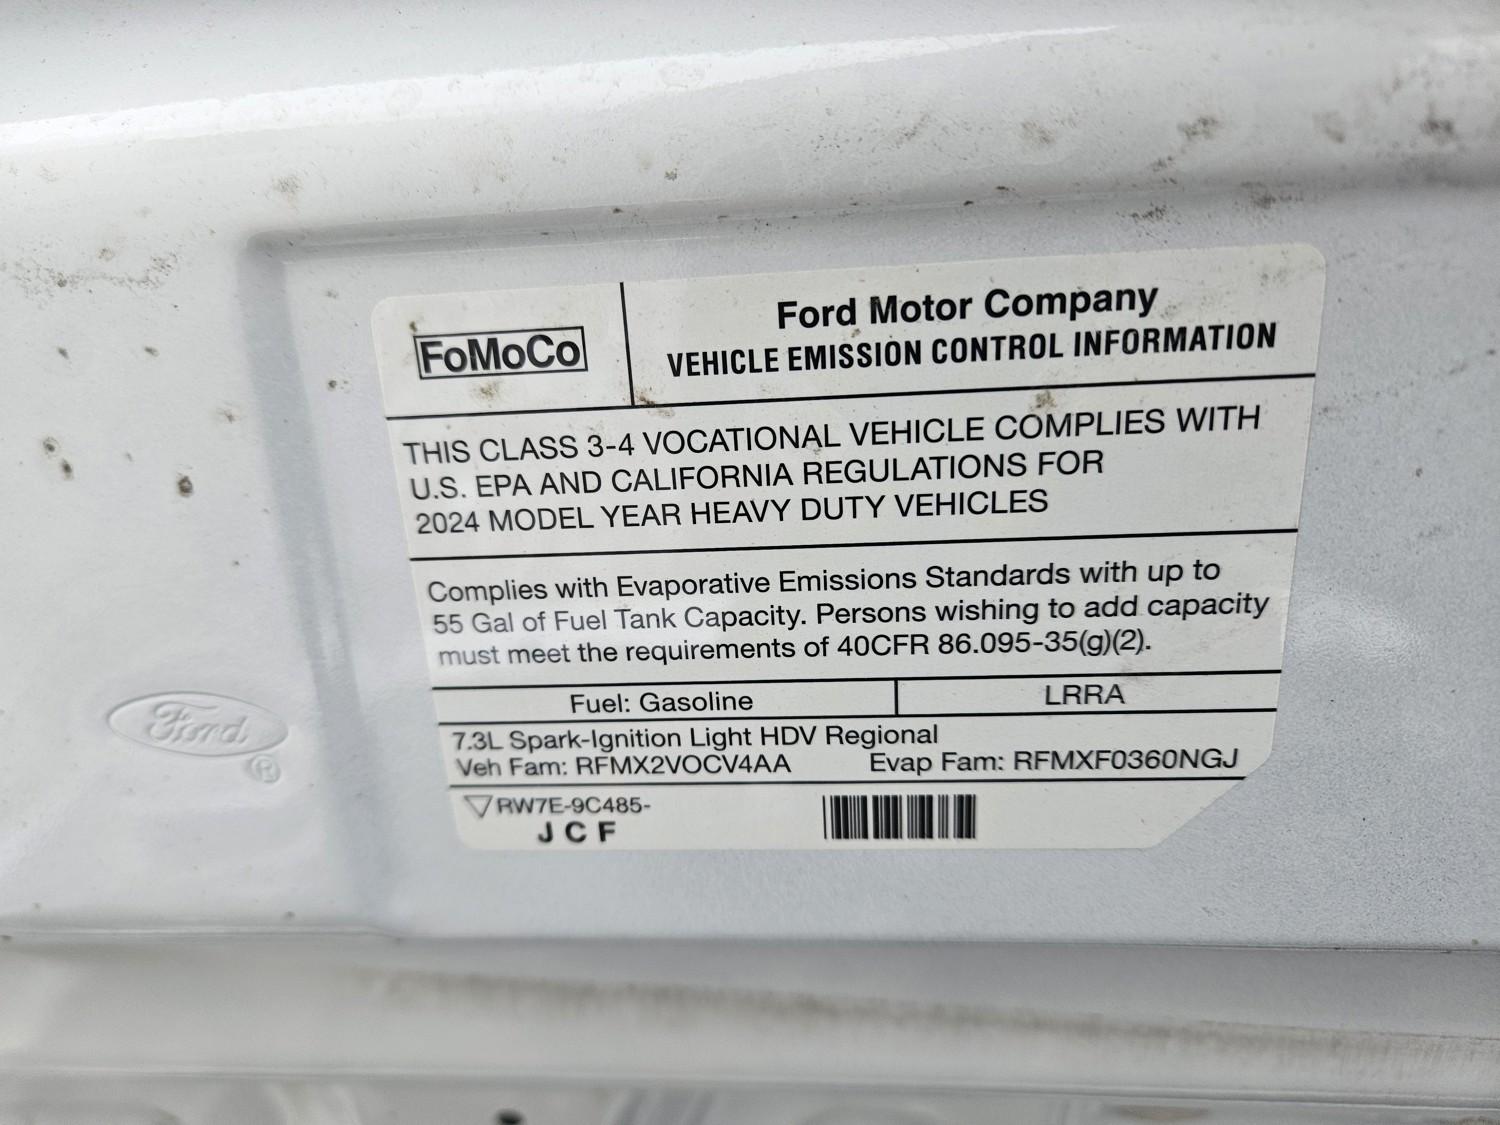 FoMoCo
Ford Motor Company
VEHICLE EMISSION CONTROL INFORMATION
THIS CLASS 3-4 VOCATIONAL VEHICLE COMPLIES WITH
U.S. EPA AND CALIFORNIA REGULATIONS FOR
2024 MODEL YEAR HEAVY DUTY VEHICLES
Complies with Evaporative Emissions Standards with up to
55 Gal of Fuel Tank Capacity. Persons wishing to add capacity
must meet the requirements of 40CFR 86.095-35(g)(2).
Fuel: Gasoline LRRA
7.3L Spark-Ignition Light HDV Regional
Veh Fam: RFMX2VOCV4AA Evap Fam: RFMXF0360NGJ
RW7E-9C485-
J C F
Ford
®